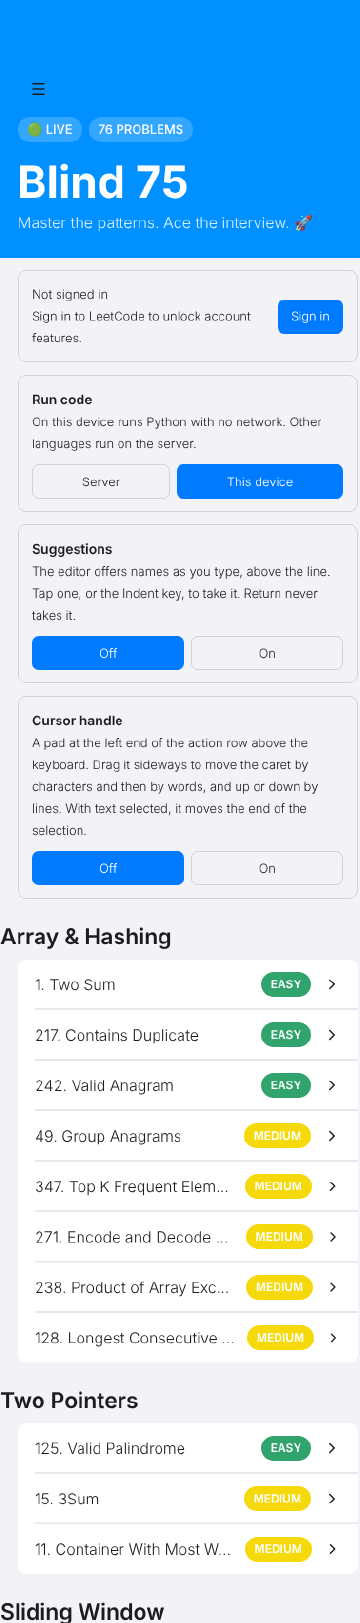 ☰
🟢 LIVE 76 PROBLEMS
Blind 75
Master the patterns. Ace the interview. 🚀
Not signed in
Sign in to LeetCode to unlock account
features.
Sign in
Run code
On this device runs Python with no network. Other
languages run on the server.
Server This device
Suggestions
The editor offers names as you type, above the line.
Tap one, or the Indent key, to take it. Return never
takes it.
Off On
Cursor handle
A pad at the left end of the action row above the
keyboard. Drag it sideways to move the caret by
characters and then by words, and up or down by
lines. With text selected, it moves the end of the
selection.
Off On
Array & Hashing
1. Two Sum EASY
217. Contains Duplicate EASY
242. Valid Anagram EASY
49. Group Anagrams MEDIUM
347. Top K Frequent Elem... MEDIUM
271. Encode and Decode ... MEDIUM
238. Product of Array Exc... MEDIUM
128. Longest Consecutive ... MEDIUM
Two Pointers
125. Valid Palindrome EASY
15. 3Sum MEDIUM
11. Container With Most W... MEDIUM
Sliding Window